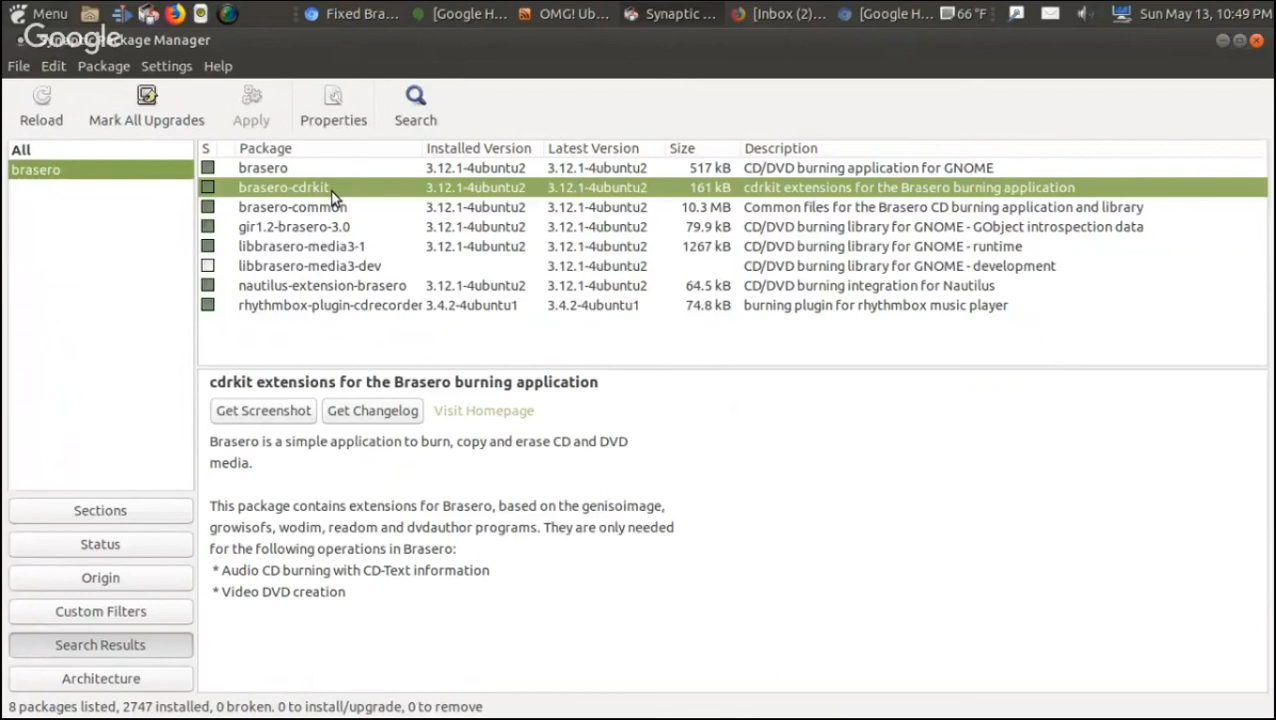 Menu Fixed Bra... [Google H... OMG! Ub... Synaptic ... [Inbox (2)... [Google H... 66 °F Sun May 13, 10:49 PM
Google
Synaptic Package Manager
File Edit Package Settings Help
Reload Mark All Upgrades Apply Properties Search
All
brasero
S Package Installed Version Latest Version Size Description
brasero 3.12.1-4ubuntu2 3.12.1-4ubuntu2 517 kB CD/DVD burning application for GNOME
brasero-cdrkit 3.12.1-4ubuntu2 3.12.1-4ubuntu2 161 kB cdrkit extensions for the Brasero burning application
brasero-common 3.12.1-4ubuntu2 3.12.1-4ubuntu2 10.3 MB Common files for the Brasero CD burning application and library
gir1.2-brasero-3.0 3.12.1-4ubuntu2 3.12.1-4ubuntu2 79.9 kB CD/DVD burning library for GNOME - GObject introspection data
libbrasero-media3-1 3.12.1-4ubuntu2 3.12.1-4ubuntu2 1267 kB CD/DVD burning library for GNOME - runtime
libbrasero-media3-dev 3.12.1-4ubuntu2 CD/DVD burning library for GNOME - development
nautilus-extension-brasero 3.12.1-4ubuntu2 3.12.1-4ubuntu2 64.5 kB CD/DVD burning integration for Nautilus
rhythmbox-plugin-cdrecorder 3.4.2-4ubuntu1 3.4.2-4ubuntu1 74.8 kB burning plugin for rhythmbox music player
cdrkit extensions for the Brasero burning application
Get Screenshot Get Changelog Visit Homepage
Brasero is a simple application to burn, copy and erase CD and DVD
media.
This package contains extensions for Brasero, based on the genisoimage,
growisofs, wodim, readom and dvdauthor programs. They are only needed
for the following operations in Brasero:
* Audio CD burning with CD-Text information
* Video DVD creation
Sections
Status
Origin
Custom Filters
Search Results
Architecture
8 packages listed, 2747 installed, 0 broken. 0 to install/upgrade, 0 to remove